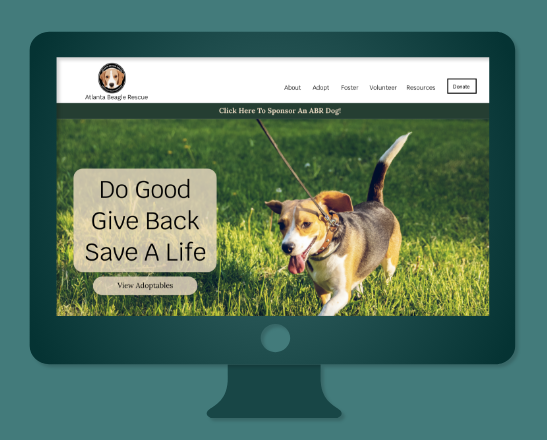 Atlanta Beagle Rescue
About Adopt Foster Volunteer Resources Donate
Click Here To Sponsor An ABR Dog!
Do Good
Give Back
Save A Life
View Adoptables